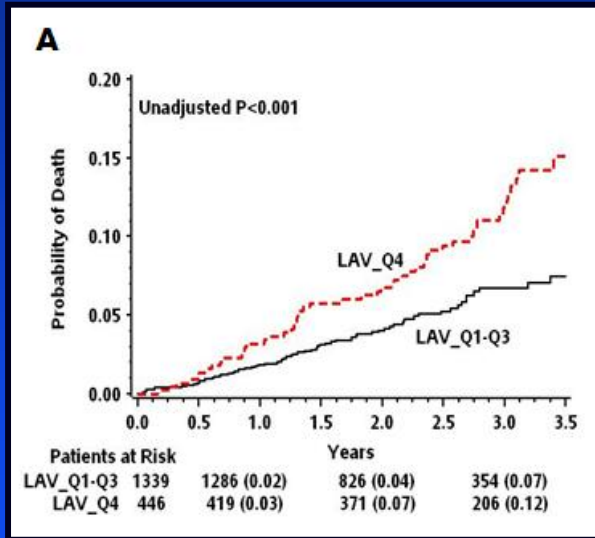 A
0.20
Unadjusted P<0.001
0.15
0.10
0.05
0.00
Probability of Death
LAV_Q4
LAV_Q1-Q3
0.0 0.5 1.0 1.5 2.0 2.5 3.0 3.5
Years
Patients at Risk
LAV_Q1-Q3 1339 1286 (0.02) 826 (0.04) 354 (0.07)
LAV_Q4 446 419 (0.03) 371 (0.07) 206 (0.12)